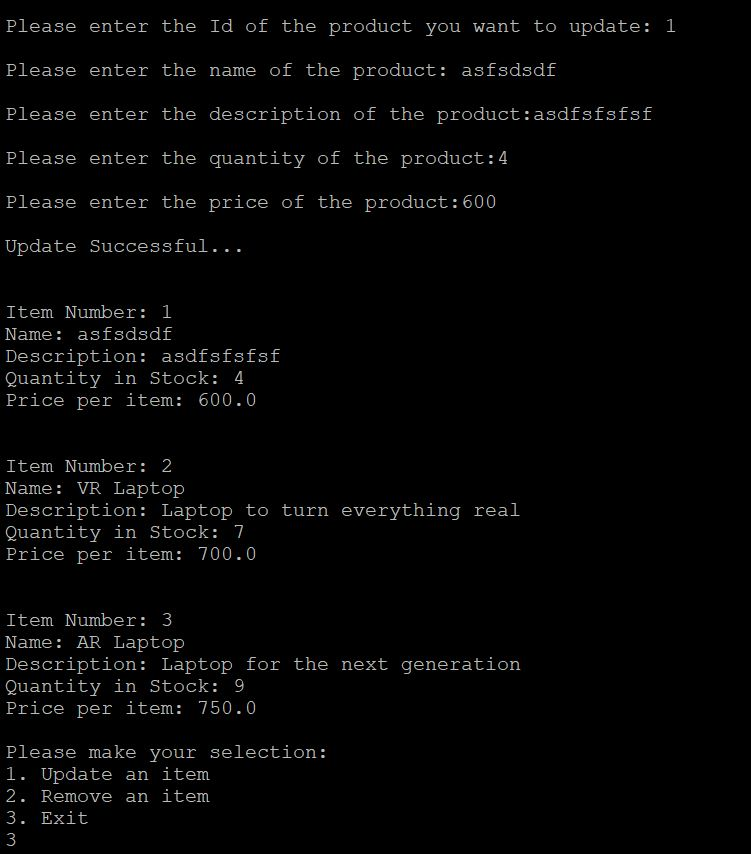 Please enter the Id of the product you want to update: 1
Please enter the name of the product: asfsdsdf
Please enter the description of the product:asdfsfsfsf
Please enter the quantity of the product:4
Please enter the price of the product:600
Update Successful...
Item Number: 1
Name: asfsdsdf
Description: asdfsfsfsf
Quantity in Stock: 4
Price per item: 600.0
Item Number: 2
Name: VR Laptop
Description: Laptop to turn everything real
Quantity in Stock: 7
Price per item: 700.0
Item Number: 3
Name: AR Laptop
Description: Laptop for the next generation
Quantity in Stock: 9
Price per item: 750.0
Please make your selection:
1. Update an item
2. Remove an item
3. Exit
3